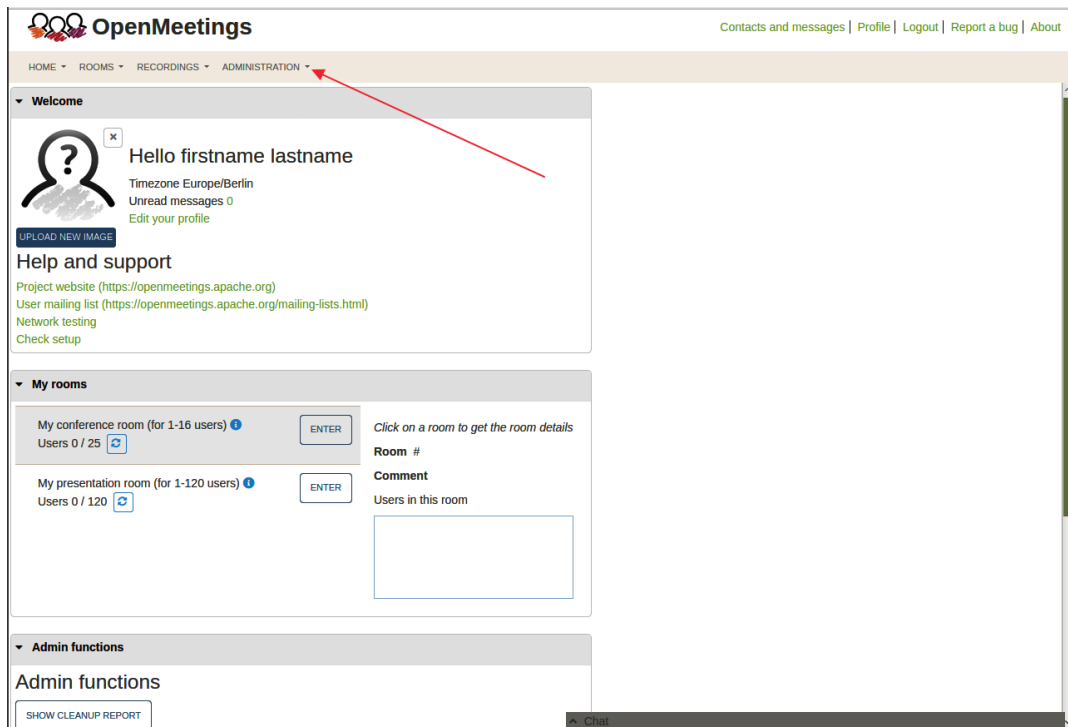 OpenMeetings
Contacts and messages | Profile | Logout | Report a bug | About
HOME ROOMS RECORDINGS ADMINISTRATION
Welcome
Hello firstname lastname
Timezone Europe/Berlin
Unread messages 0
Edit your profile
UPLOAD NEW IMAGE
Help and support
Project website (https://openmeetings.apache.org)
User mailing list (https://openmeetings.apache.org/mailing-lists.html)
Network testing
Check setup
My rooms
My conference room (for 1-16 users)
Users 0 / 25
ENTER
My presentation room (for 1-120 users)
Users 0 / 120
ENTER
Click on a room to get the room details
Room #
Comment
Users in this room
Admin functions
Admin functions
SHOW CLEANUP REPORT
Chat